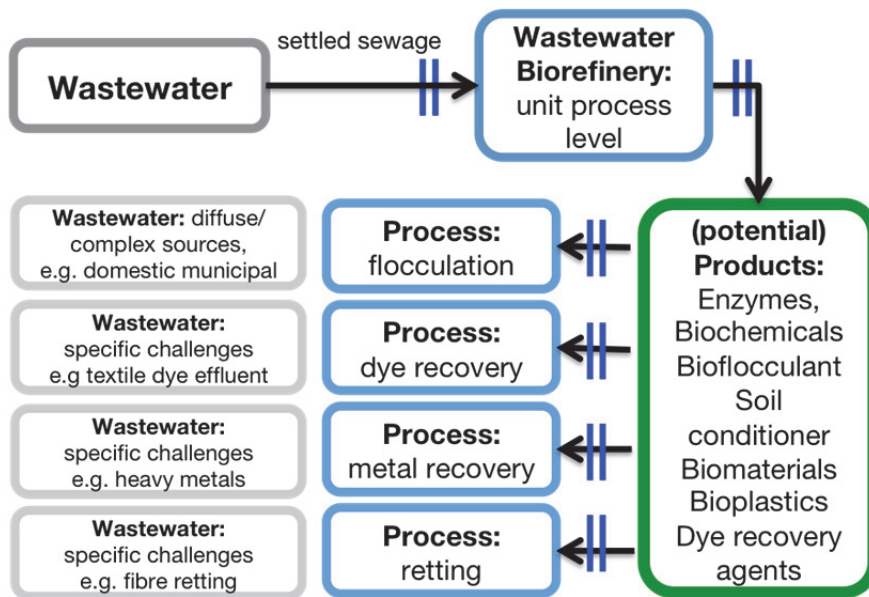 Wastewater
settled sewage
Wastewater
Biorefinery:
unit process
level
Wastewater: diffuse/
complex sources,
e.g. domestic municipal
Process:
flocculation
Wastewater:
specific challenges
e.g textile dye effluent
Process:
dye recovery
Wastewater:
specific challenges
e.g. heavy metals
Process:
metal recovery
Wastewater:
specific challenges
e.g. fibre retting
Process:
retting
(potential)
Products:
Enzymes,
Biochemicals
Bioflocculant
Soil
conditioner
Biomaterials
Bioplastics
Dye recovery
agents